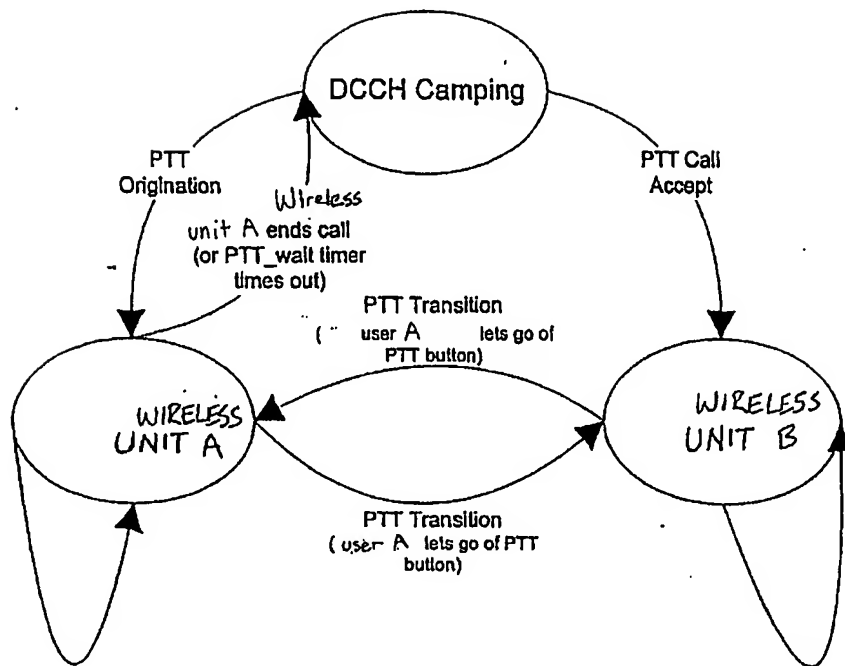 DCCH Camping
PTT
Origination
PTT Call
Accept
Wireless
unit A ends call
(or PTT_wait timer
times out)
PTT Transition
( user A lets go of
PTT button)
WIRELESS
UNIT A
WIRELESS
UNIT B
PTT Transition
(user A lets go of PTT
button)